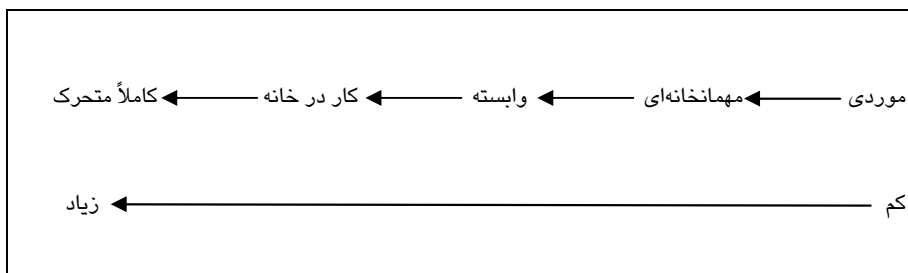 موردی مهمانخانه‌ای وابسته کار در خانه کاملاً متحرک
کم زیاد